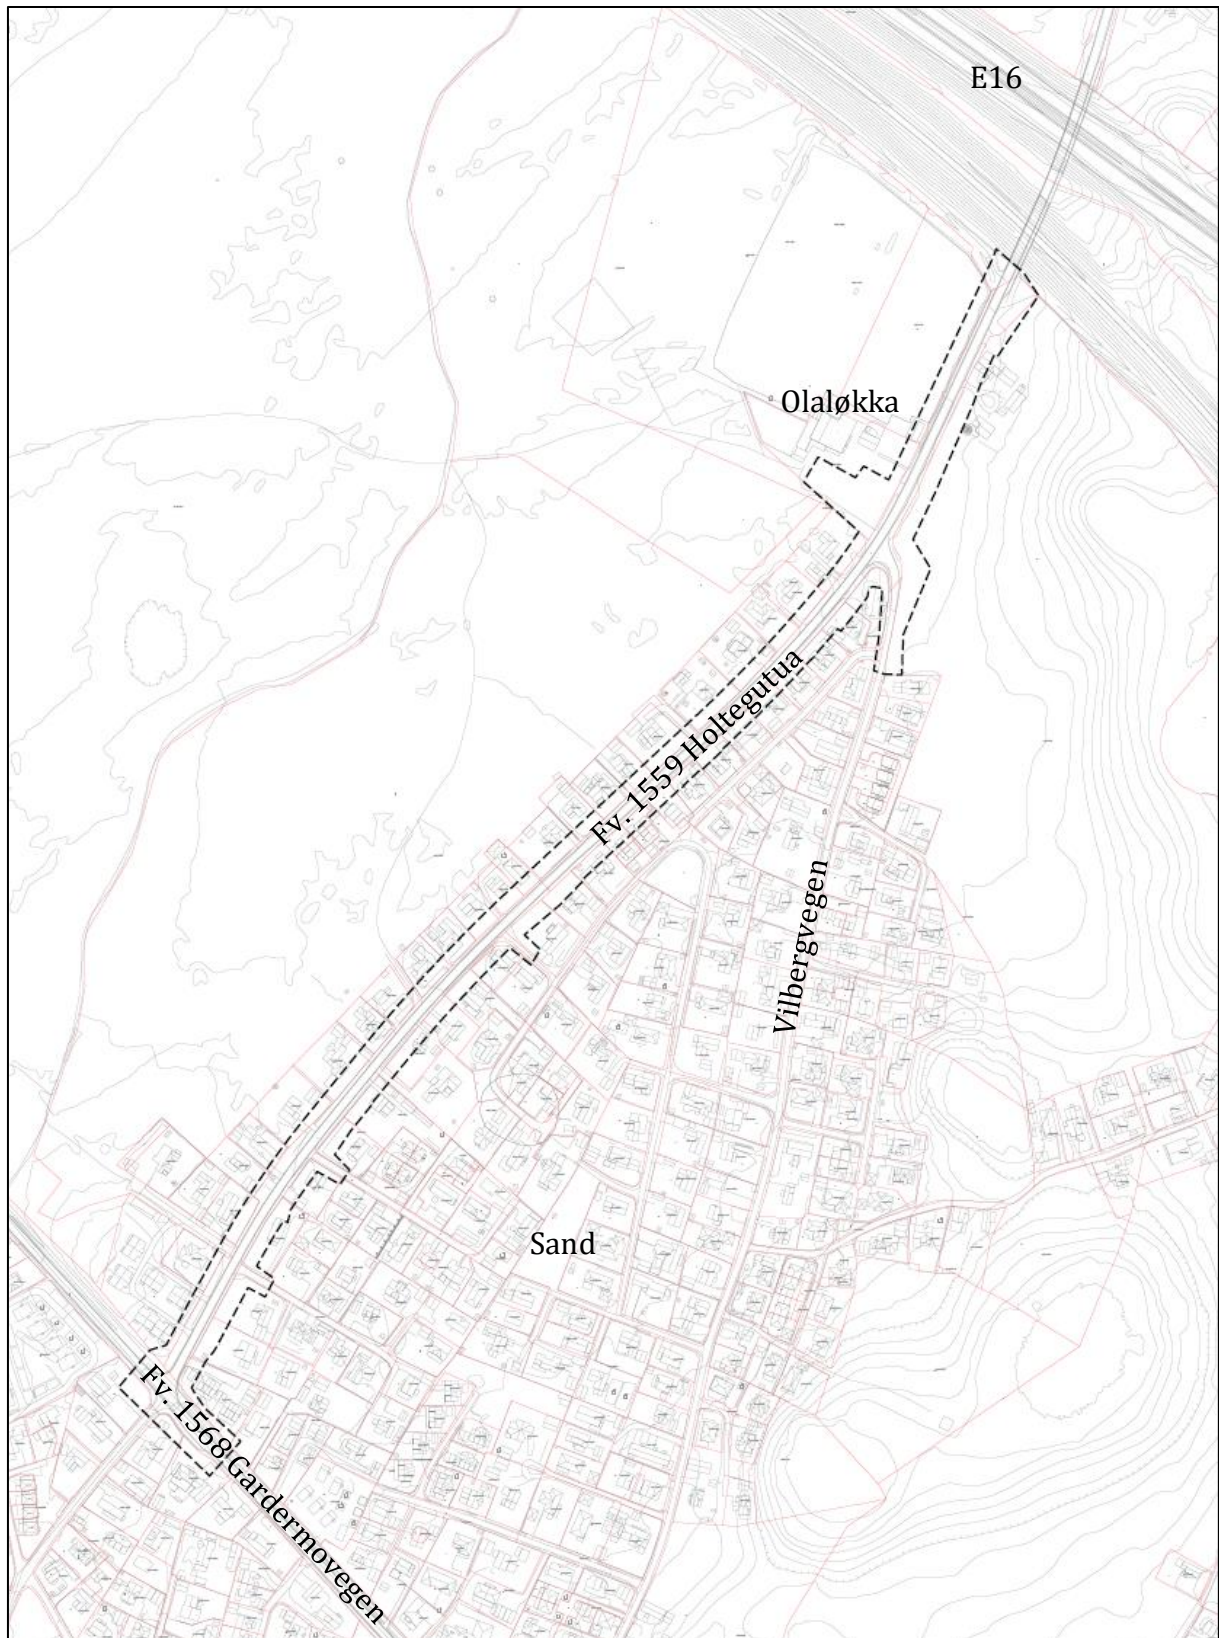 E16
Olaløkka
Fv. 1559 Holtegutua
Vilbergvegen
Sand
Fv. 1568 Gardermovegen